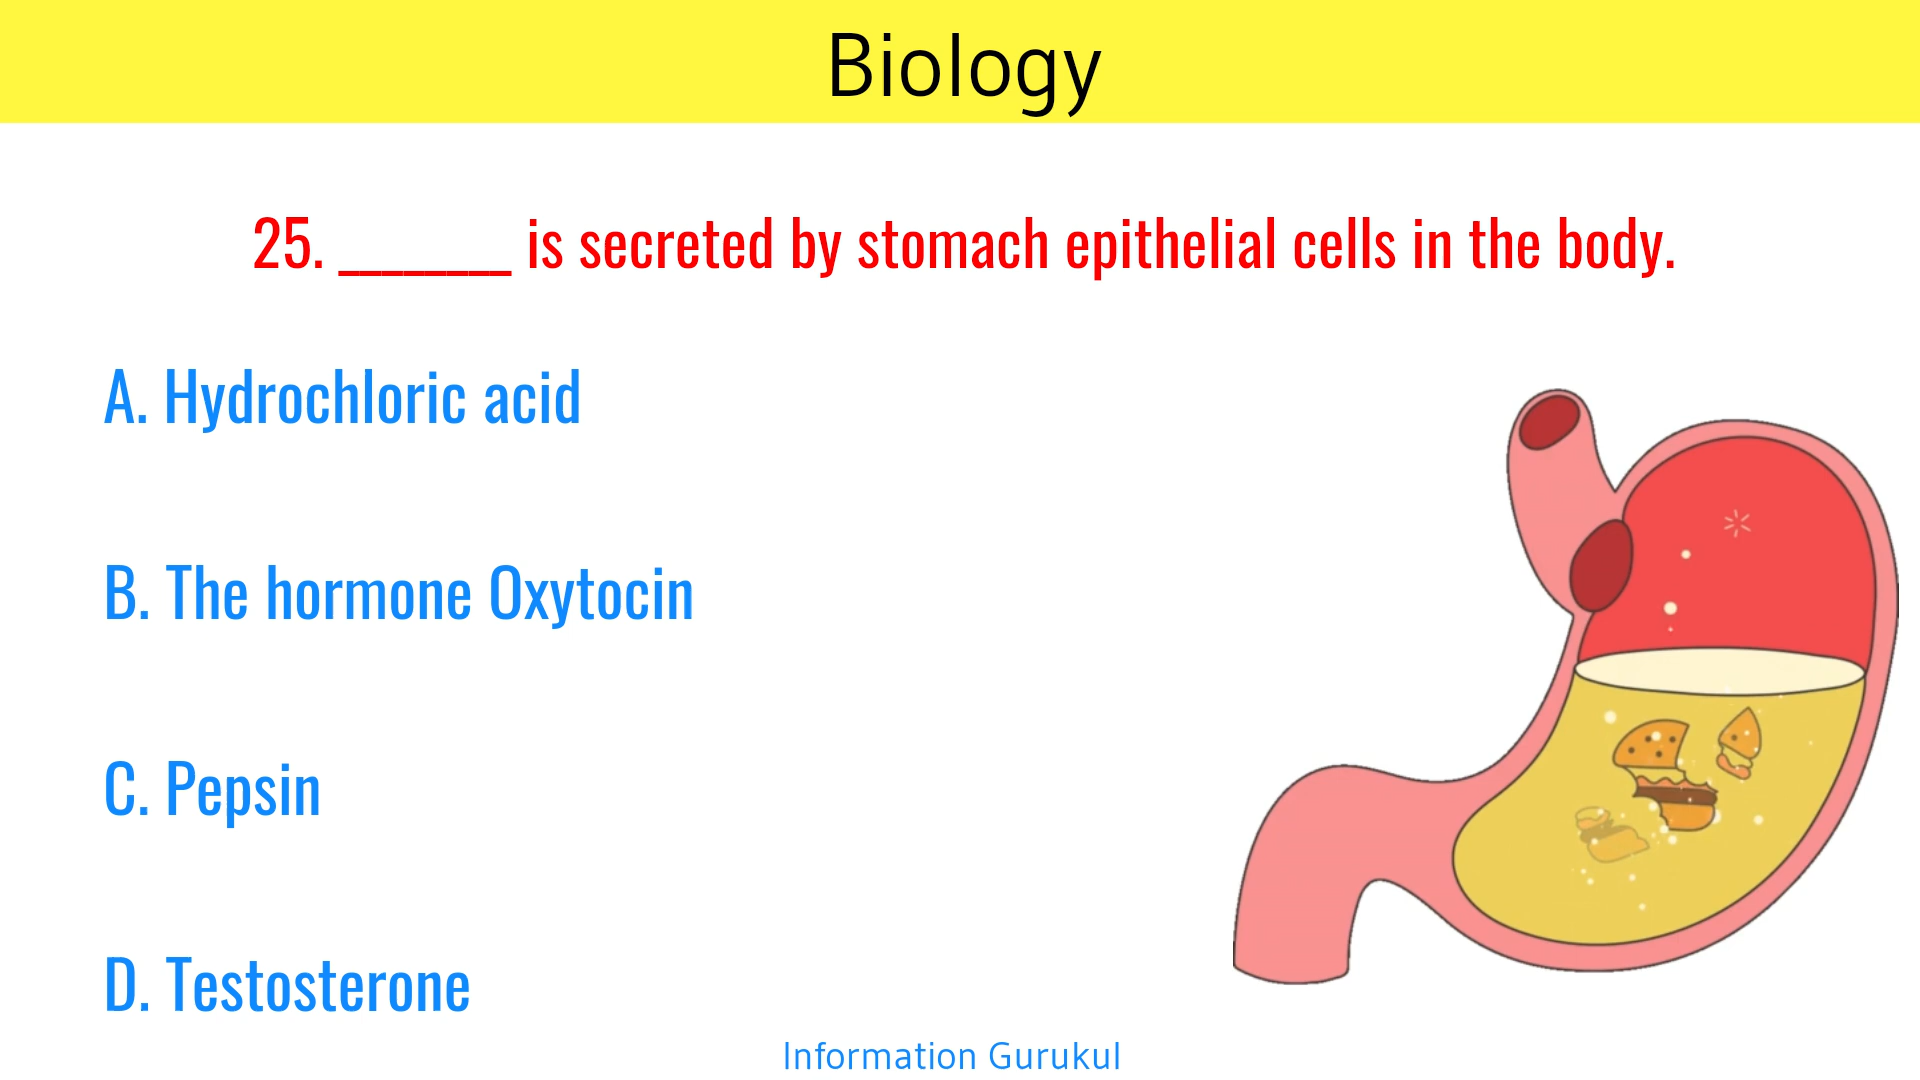 Biology
25. ________ is secreted by stomach epithelial cells in the body.
A. Hydrochloric acid
B. The hormone Oxytocin
C. Pepsin
D. Testosterone
Information Gurukul